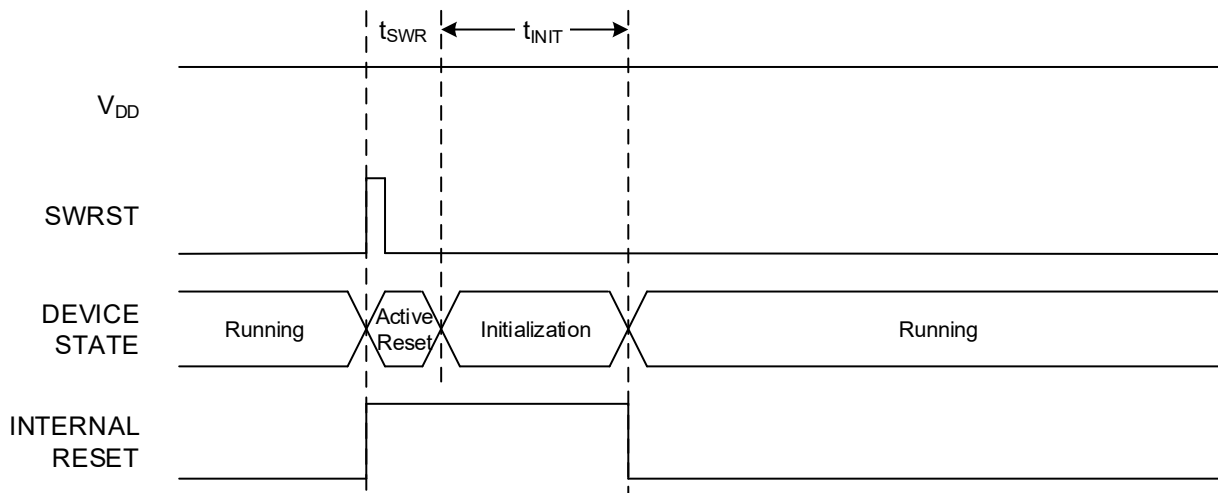 tSWR
tINIT
VDD
SWRST
DEVICE
STATE
Running
Active
Reset
Initialization
Running
INTERNAL
RESET